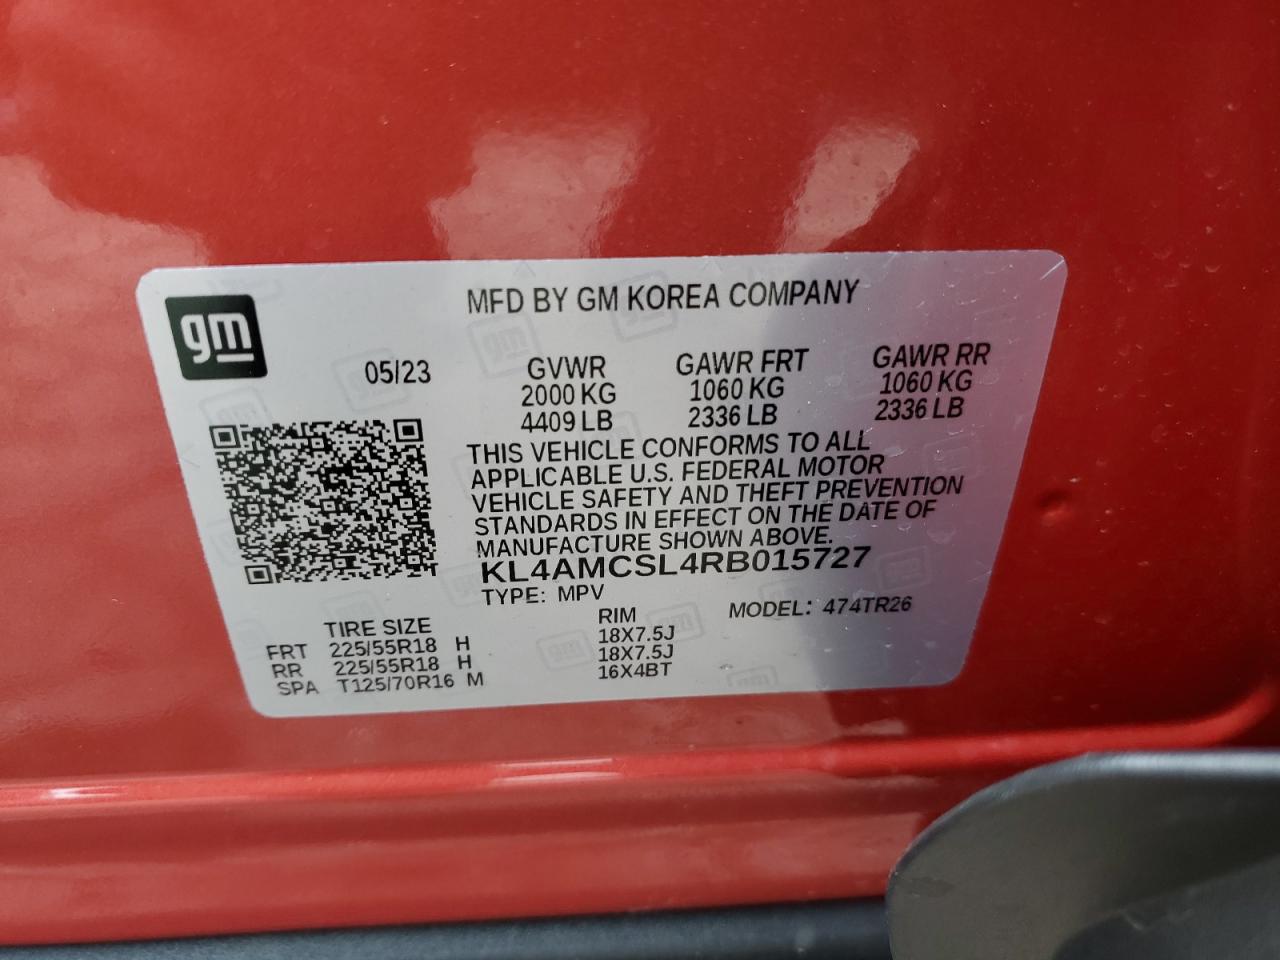 gm
MFD BY GM KOREA COMPANY
05/23
GVWR GAWR FRT GAWR RR
2000 KG 1060 KG 1060 KG
4409 LB 2336 LB 2336 LB
THIS VEHICLE CONFORMS TO ALL
APPLICABLE U.S. FEDERAL MOTOR
VEHICLE SAFETY AND THEFT PREVENTION
STANDARDS IN EFFECT ON THE DATE OF
MANUFACTURE SHOWN ABOVE.
KL4AMCSL4RB015727
TYPE: MPV MODEL: 474TR26
TIRE SIZE RIM
FRT 225/55R18 H 18X7.5J
RR 225/55R18 H 18X7.5J
SPA T125/70R16 M 16X4BT